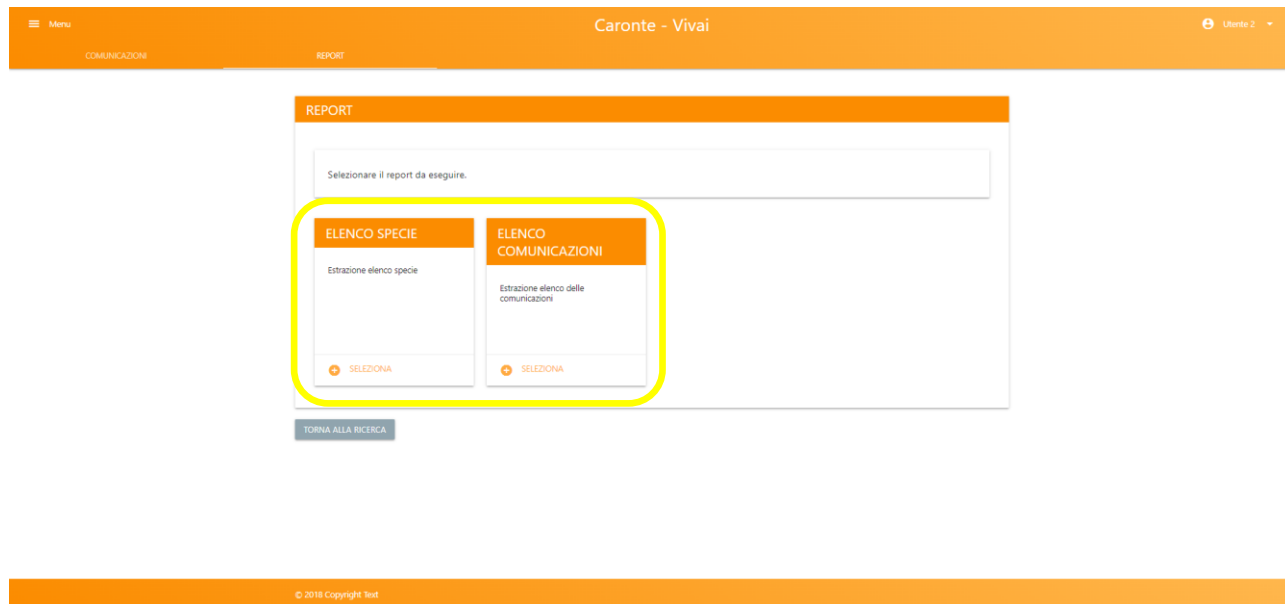 Menu
Caronte - Vivai
Utente 2
COMUNICAZIONI
REPORT
REPORT
Selezionare il report da eseguire.
ELENCO SPECIE
Estrazione elenco specie
SELEZIONA
ELENCO
COMUNICAZIONI
Estrazione elenco delle
comunicazioni
SELEZIONA
TORNA ALLA RICERCA
© 2018 Copyright Text